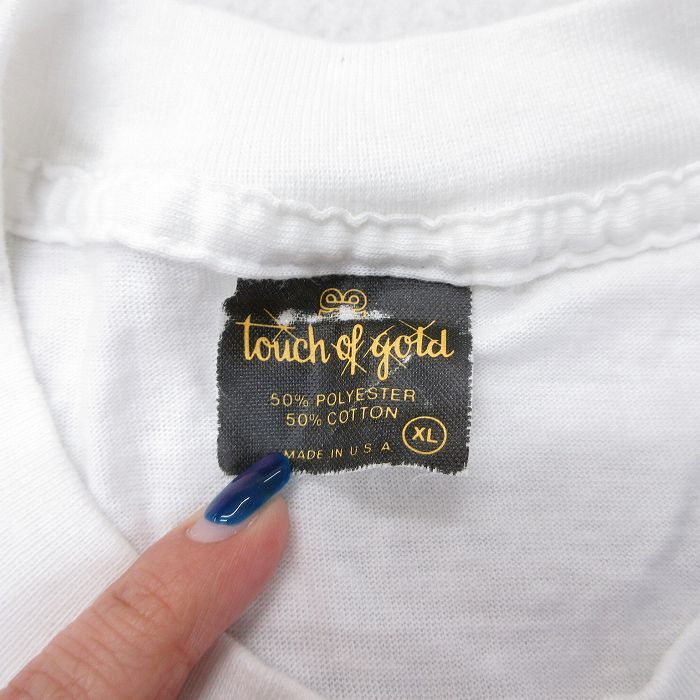 touch of gold
50% POLYESTER
50% COTTON
XL
MADE IN U S A